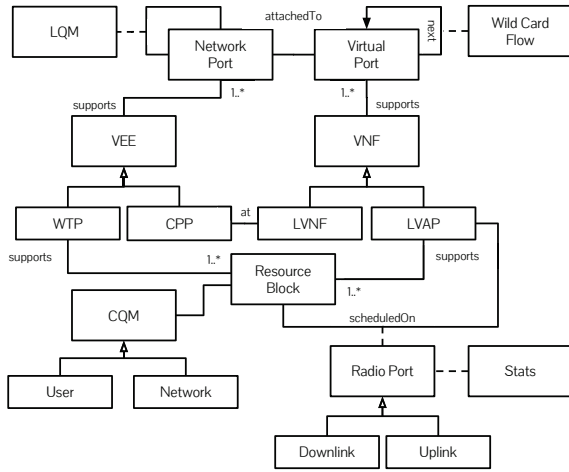 attachedTo
LQM
Network
Port
Virtual
Port
next
Wild Card
Flow
1..*
1..*
supports
supports
VEE
VNF
WTP
CPP
at
LVNF
LVAP
supports
1..*
Resource
Block
supports
1..*
CQM
scheduledOn
User
Network
Radio Port
Stats
Downlink
Uplink